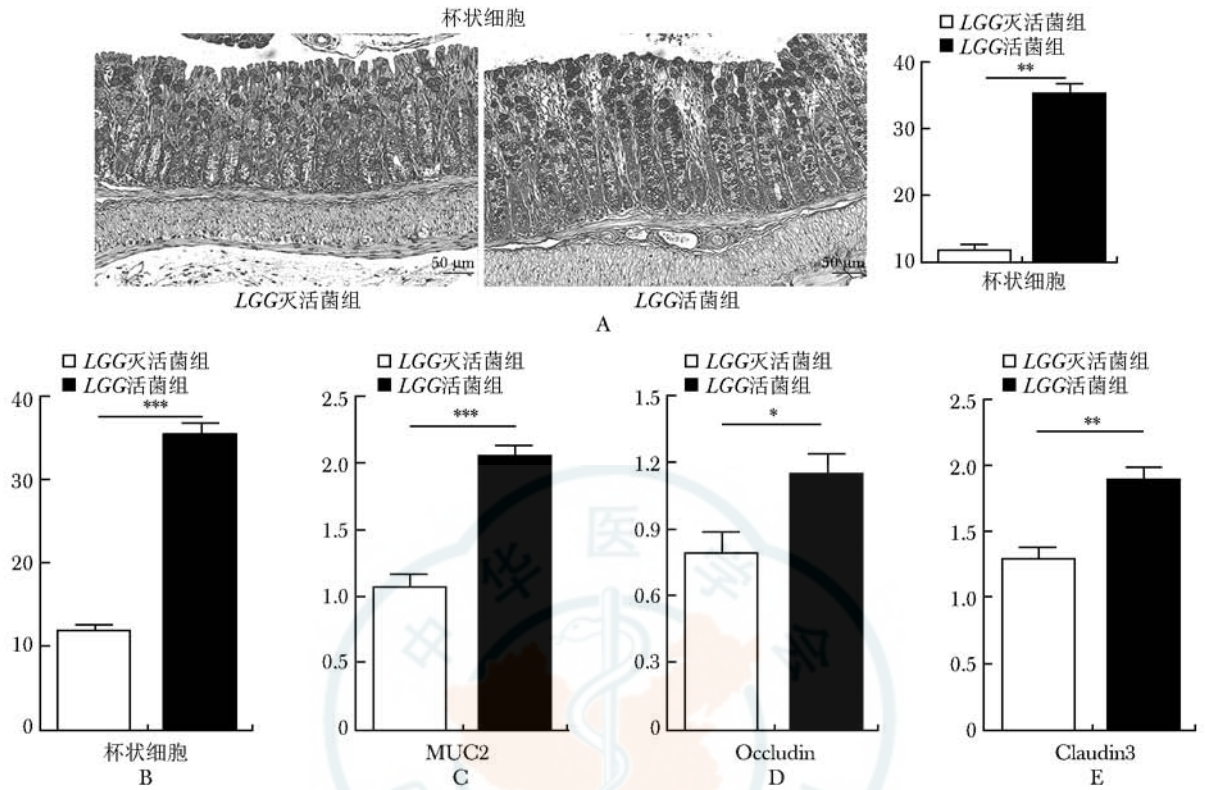 杯状细胞
50 μm
50 μm
LGG灭活菌组
LGG活菌组
A
LGG灭活菌组
LGG活菌组
**
40
30
20
10
杯状细胞
LGG灭活菌组
LGG活菌组
***
40
30
20
10
0
杯状细胞
B
LGG灭活菌组
LGG活菌组
***
2.5
2.0
1.5
1.0
0.5
0
MUC2
C
LGG灭活菌组
LGG活菌组
*
1.5
1.2
0.9
0.6
0.3
0
Occludin
D
LGG灭活菌组
LGG活菌组
**
2.5
2.0
1.5
1.0
0.5
0
Claudin3
E
中华医学会